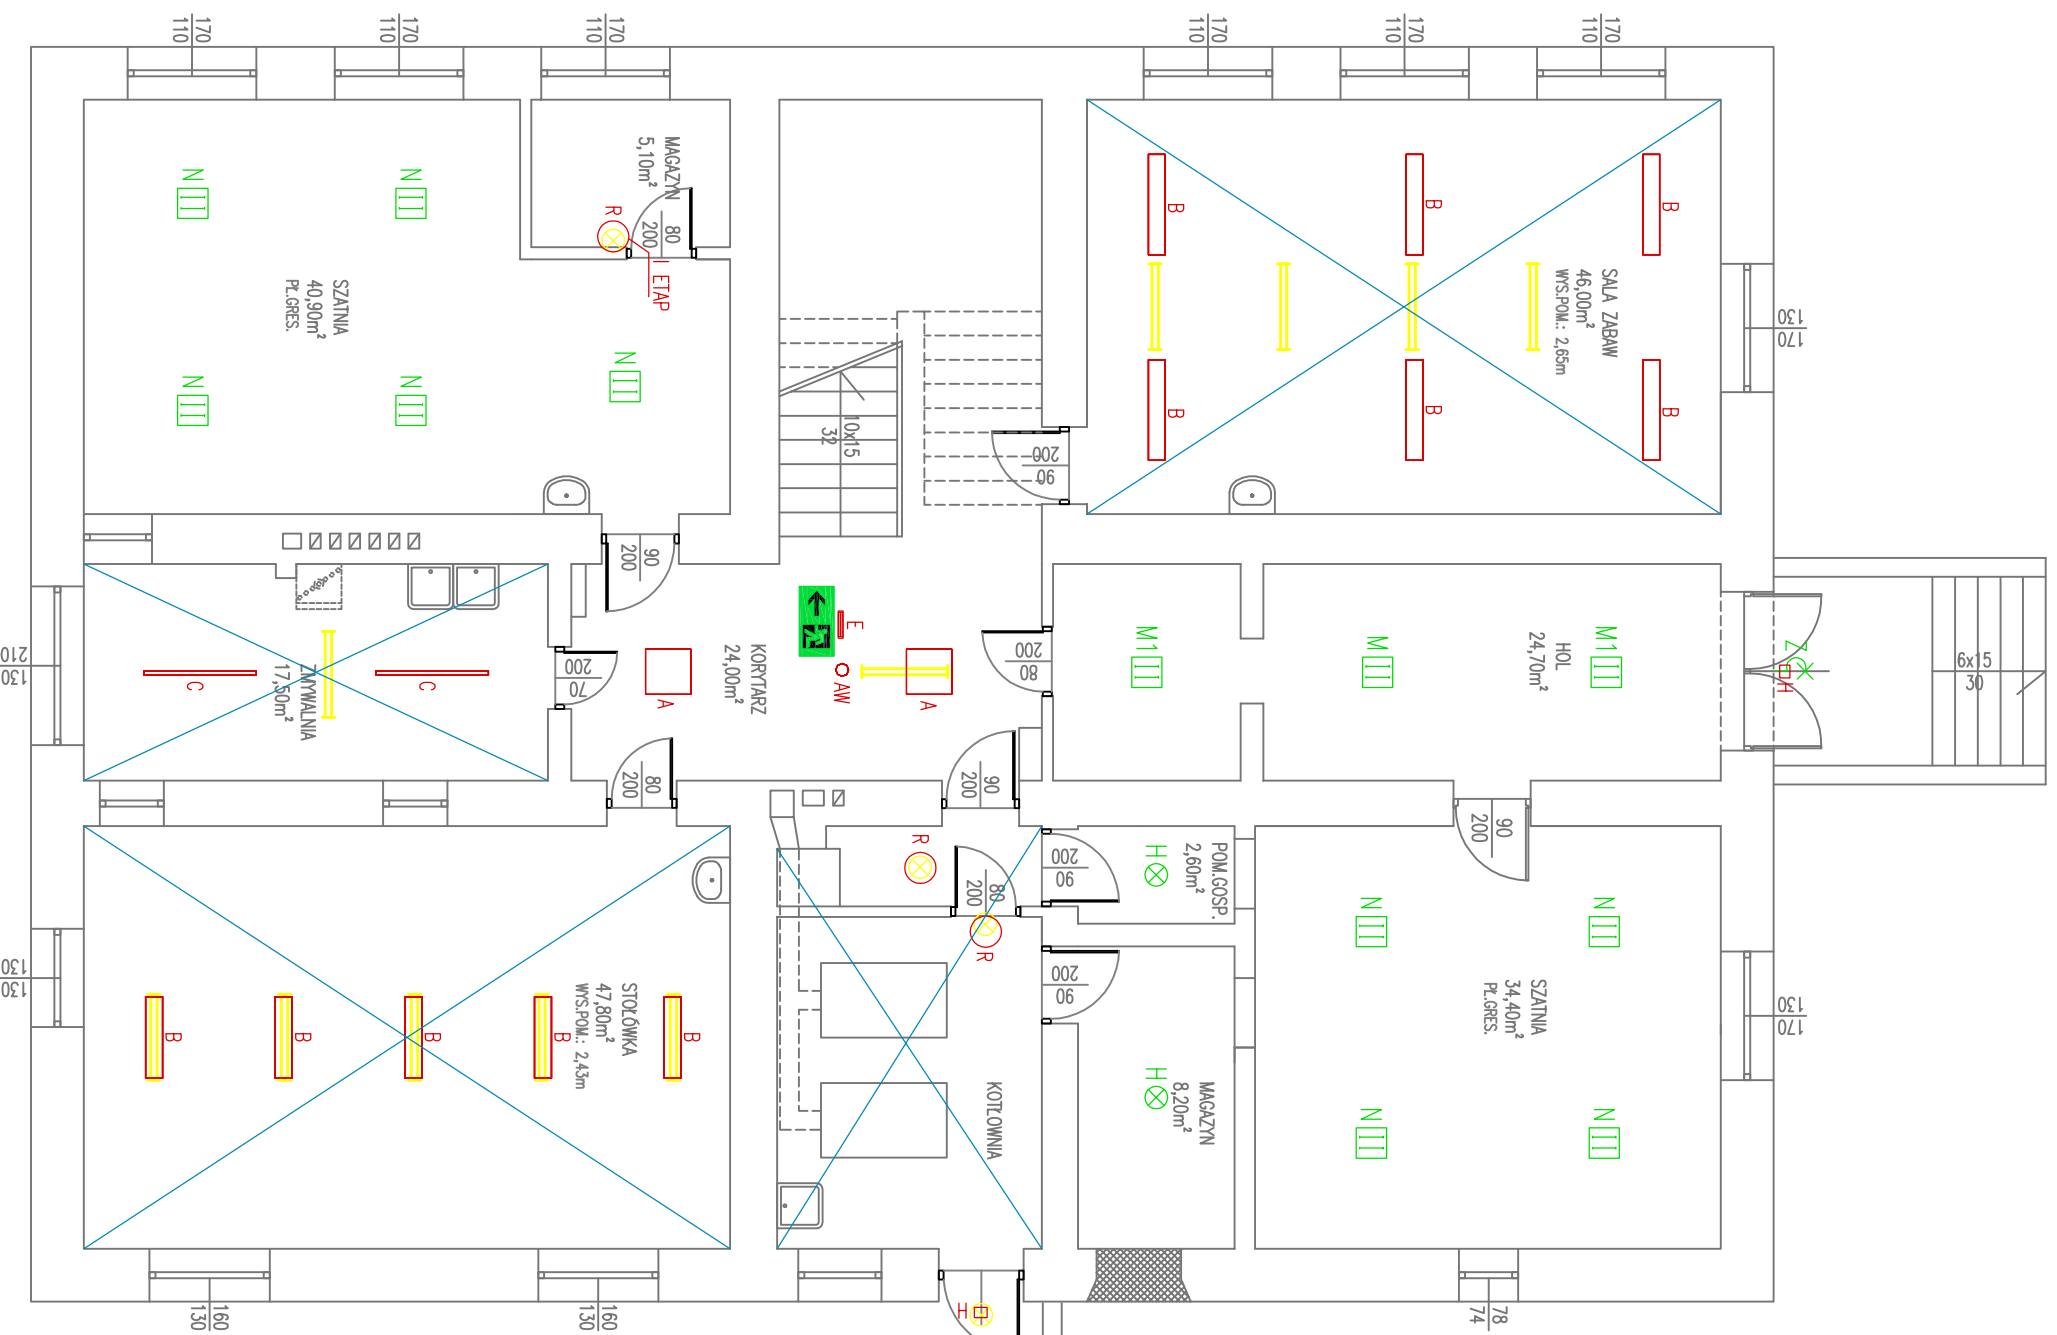 170
110
170
110
170
110
170
110
170
110
170
110
MAGAZYN
5,10m²
80
200
R
I ETAP
N
N
N
N
N
SZATNIA
40,90m²
PŁ.GRES.
10x15
32
SALA ZABAW
46,00m²
WYS.POM.: 2,65m
B
B
B
B
B
B
130
170
200
90
90
200
200
70
ZMYWALNIA
17,50m²
C
C
210
130
KORYTARZ
24,00m²
A
A
E
AW
200
80
M1
M
M1
HOL
24,70m²
Z
H
6x15
30
80
200
90
200
90
200
STOŁÓWKA
47,80m²
WYS.POM.: 2,43m
B
B
B
B
B
130
130
R
80
200
R
KOTŁOWNIA
200
90
H
POM.GOSP.
2,60m²
200
90
H
MAGAZYN
8,20m²
N
N
N
N
SZATNIA
34,40m²
PŁ.GRES.
130
170
160
130
160
130
H
78
74